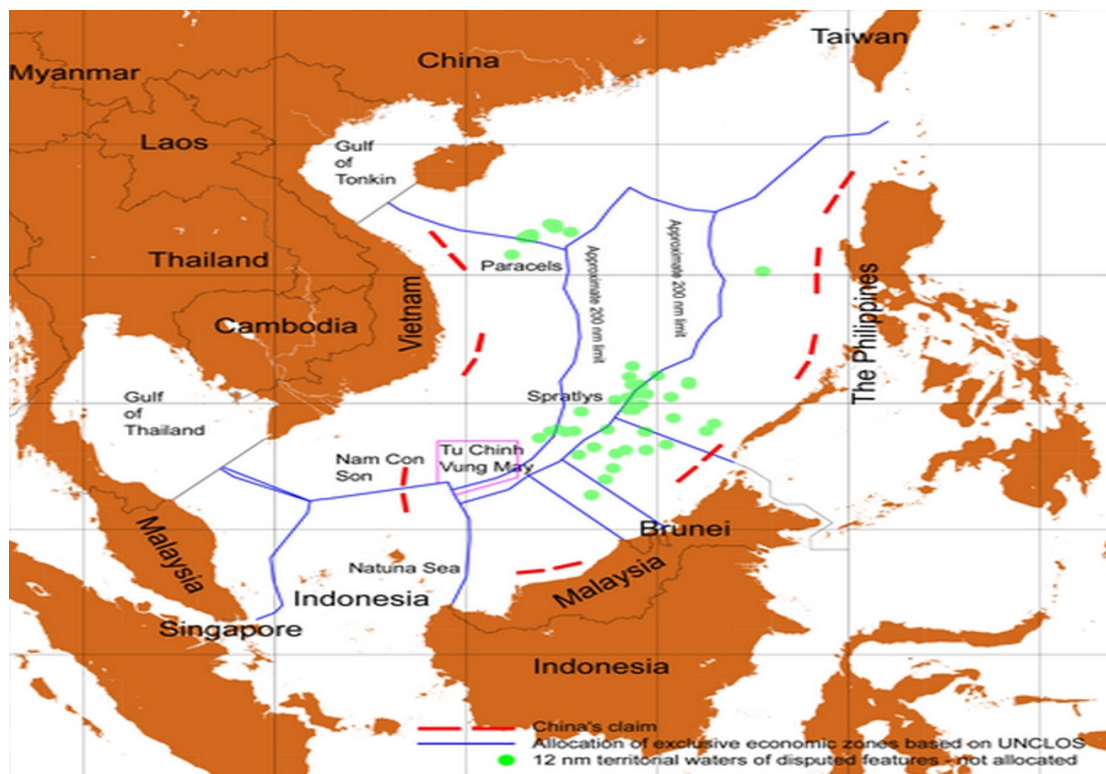 Taiwan
China
Myanmar
Laos
Gulf
of
Tonkin
Thailand
Paracels
Approximate 200 nm limit
Approximate 200 nm limit
Vietnam
Cambodia
The Philippines
Gulf
of
Thailand
Spratlys
Nam Con
Son
Tu Chinh
Vung May
Malaysia
Brunei
Natuna Sea
Malaysia
Indonesia
Singapore
Indonesia
China's claim
Allocation of exclusive economic zones based on UNCLOS
12 nm territorial waters of disputed features - not allocated